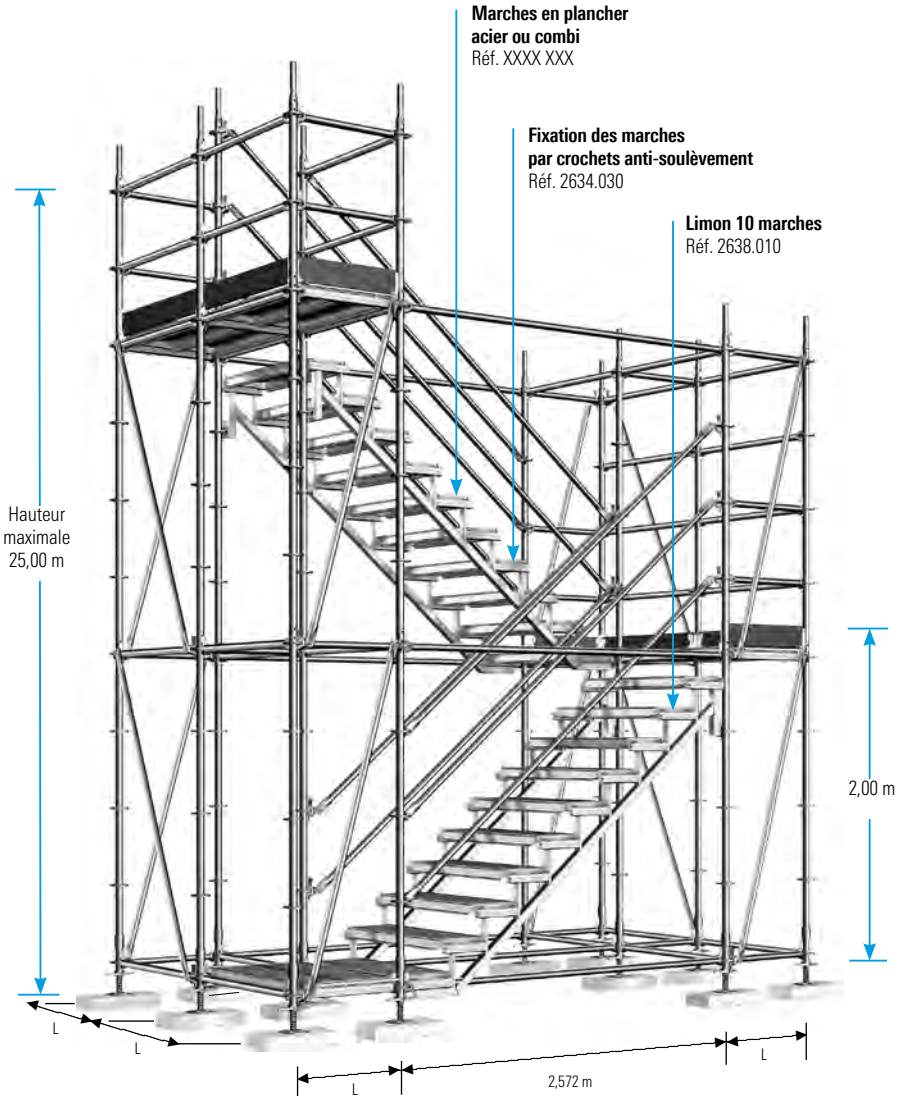 Marches en plancher
acier ou combi
Réf. XXXX XXX
Fixation des marches
par crochets anti-soulèvement
Réf. 2634.030
Limon 10 marches
Réf. 2638.010
Hauteur
maximale
25,00 m
2,00 m
L
L
L
2,572 m
L